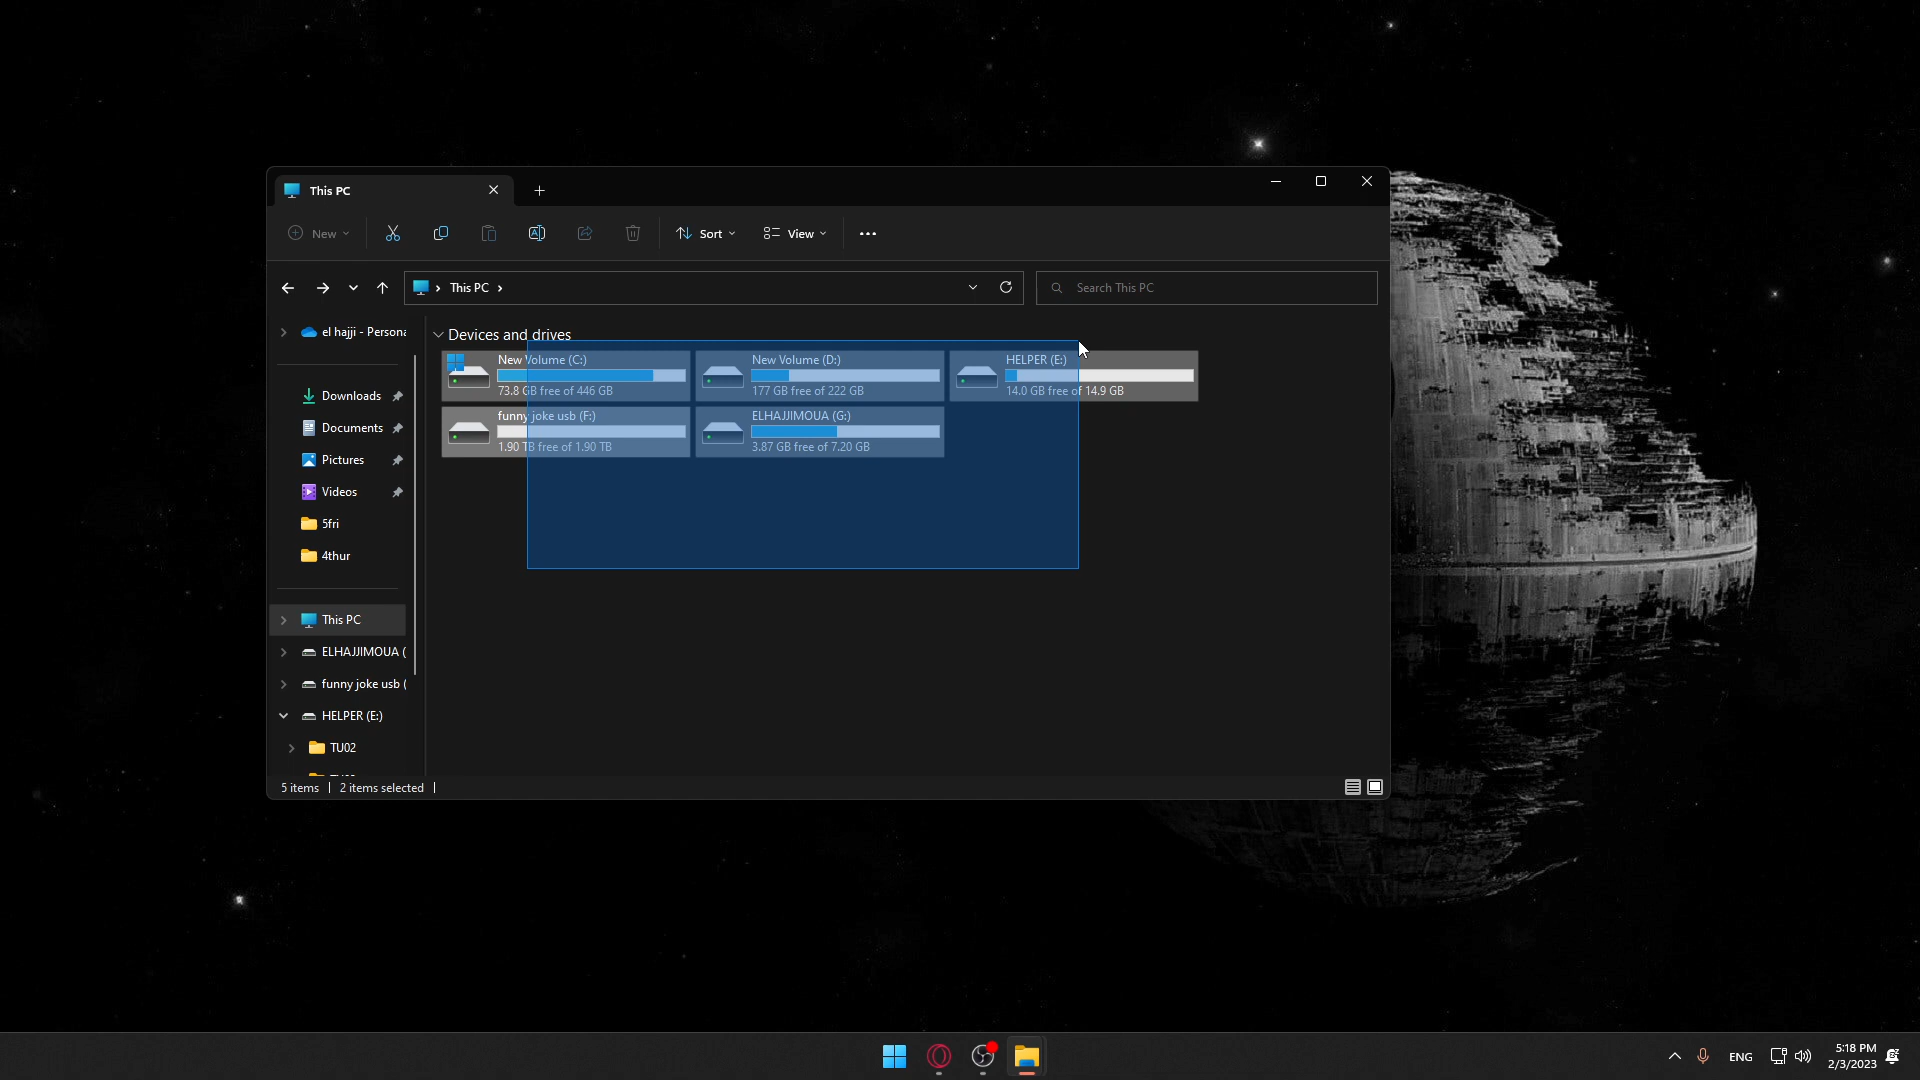 This PC
New
Sort
View
This PC
Search This PC
el hajji - Persona
Downloads
Documents
Pictures
Videos
5fri
4thur
This PC
ELHAJJIMOUA (
funny joke usb (
HELPER (E:)
TU02
Devices and drives
New Volume (C:)
73.8 GB free of 446 GB
New Volume (D:)
177 GB free of 222 GB
HELPER (E:)
14.0 GB free of 14.9 GB
funny joke usb (F:)
1.90 TB free of 1.90 TB
ELHAJJIMOUA (G:)
3.87 GB free of 7.20 GB
5 items
2 items selected
ENG
5:18 PM
2/3/2023